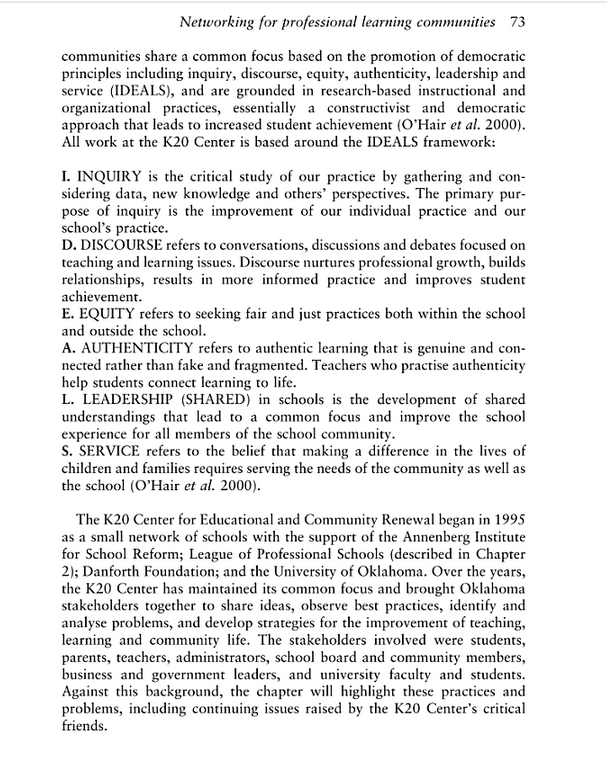 Networking for professional learning communities 73
communities share a common focus based on the promotion of democratic
principles including inquiry, discourse, equity, authenticity, leadership and
service (IDEALS), and are grounded in research-based instructional and
organizational practices, essentially a constructivist and democratic
approach that leads to increased student achievement (O'Hair et al. 2000).
All work at the K20 Center is based around the IDEALS framework:
I. INQUIRY is the critical study of our practice by gathering and con-
sidering data, new knowledge and others' perspectives. The primary pur-
pose of inquiry is the improvement of our individual practice and our
school's practice.
D. DISCOURSE refers to conversations, discussions and debates focused on
teaching and learning issues. Discourse nurtures professional growth, builds
relationships, results in more informed practice and improves student
achievement.
E. EQUITY refers to seeking fair and just practices both within the school
and outside the school.
A. AUTHENTICITY refers to authentic learning that is genuine and con-
nected rather than fake and fragmented. Teachers who practise authenticity
help students connect learning to life.
L. LEADERSHIP (SHARED) in schools is the development of shared
understandings that lead to a common focus and improve the school
experience for all members of the school community.
S. SERVICE refers to the belief that making a difference in the lives of
children and families requires serving the needs of the community as well as
the school (O'Hair et al. 2000).
The K20 Center for Educational and Community Renewal began in 1995
as a small network of schools with the support of the Annenberg Institute
for School Reform; League of Professional Schools (described in Chapter
2); Danforth Foundation; and the University of Oklahoma. Over the years,
the K20 Center has maintained its common focus and brought Oklahoma
stakeholders together to share ideas, observe best practices, identify and
analyse problems, and develop strategies for the improvement of teaching,
learning and community life. The stakeholders involved were students,
parents, teachers, administrators, school board and community members,
business and government leaders, and university faculty and students.
Against this background, the chapter will highlight these practices and
problems, including continuing issues raised by the K20 Center's critical
friends.